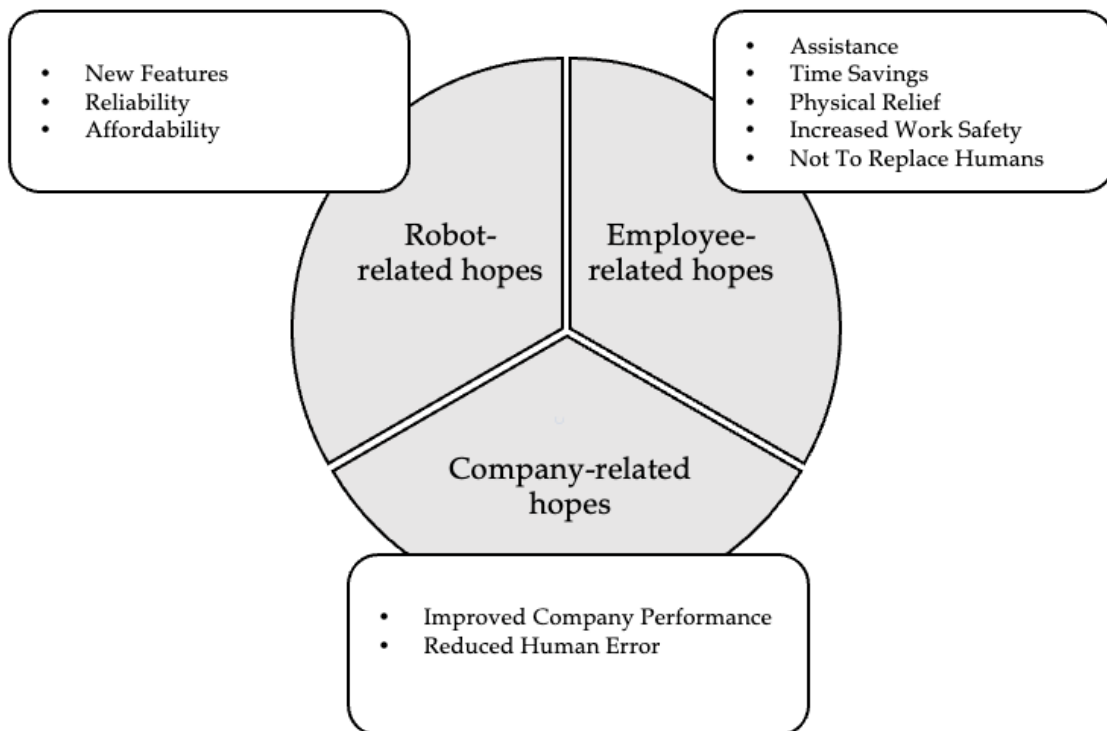 • New Features
• Reliability
• Affordability
• Assistance
• Time Savings
• Physical Relief
• Increased Work Safety
• Not To Replace Humans
Robot-
related hopes
Employee-
related hopes
Company-related
hopes
• Improved Company Performance
• Reduced Human Error